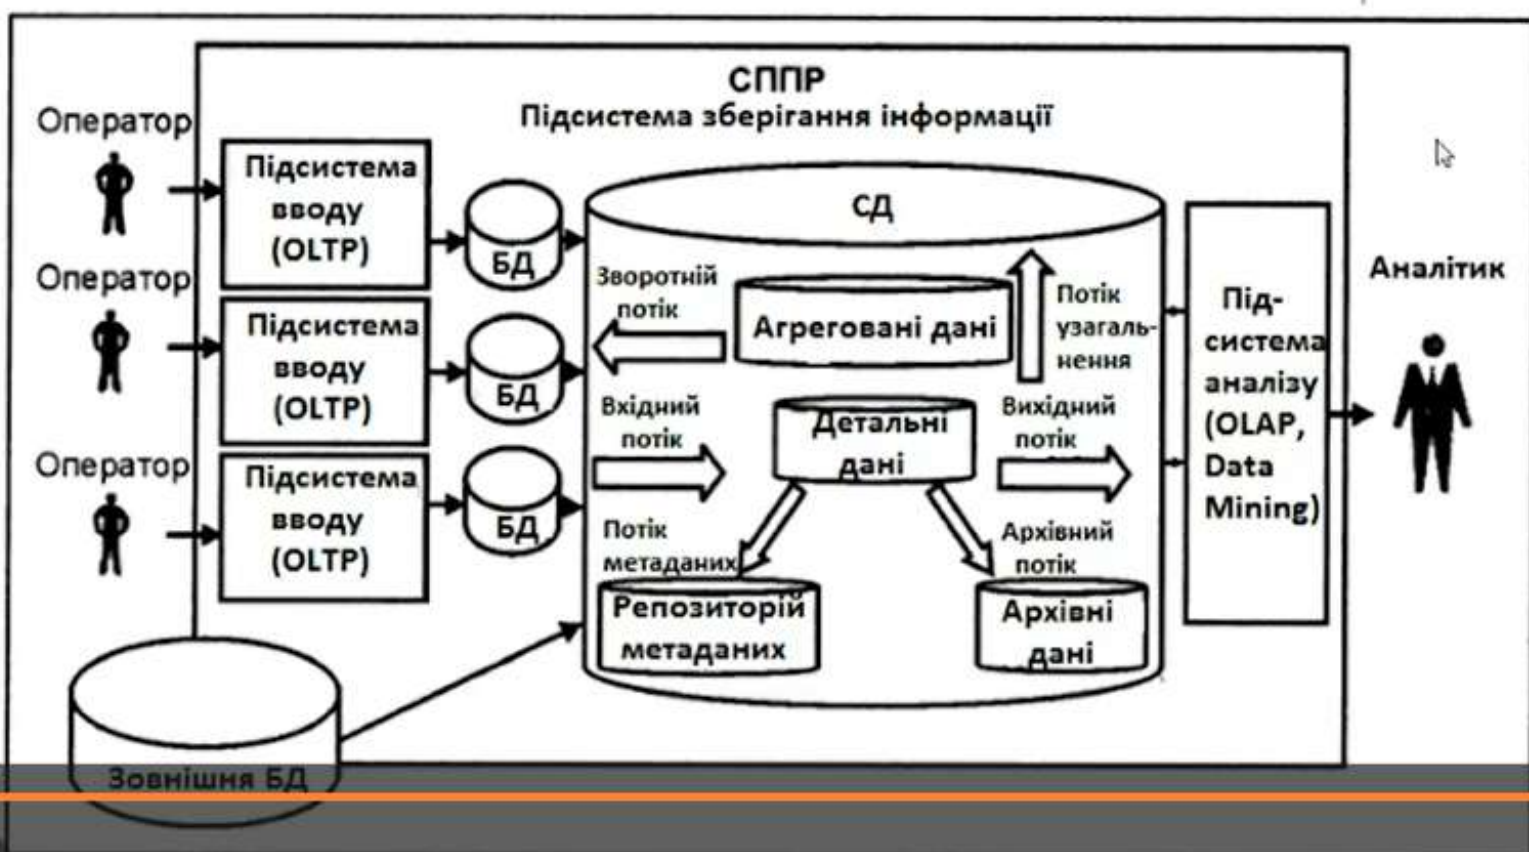 СППР
Підсистема зберігання інформації
Оператор
Підсистема
вводу
(OLTP)
БД
Оператор
Підсистема
вводу
(OLTP)
БД
Оператор
Підсистема
вводу
(OLTP)
БД
Зовнішня БД
СД
Зворотній
потік
Агреговані дані
Потік
узагаль-
нення
Вхідний
потік
Детальні
дані
Вихідний
потік
Потік
метаданих
Архівний
потік
Репозиторій
метаданих
Архівні
дані
Під-
система
аналізу
(OLAP,
Data
Mining)
Аналітик